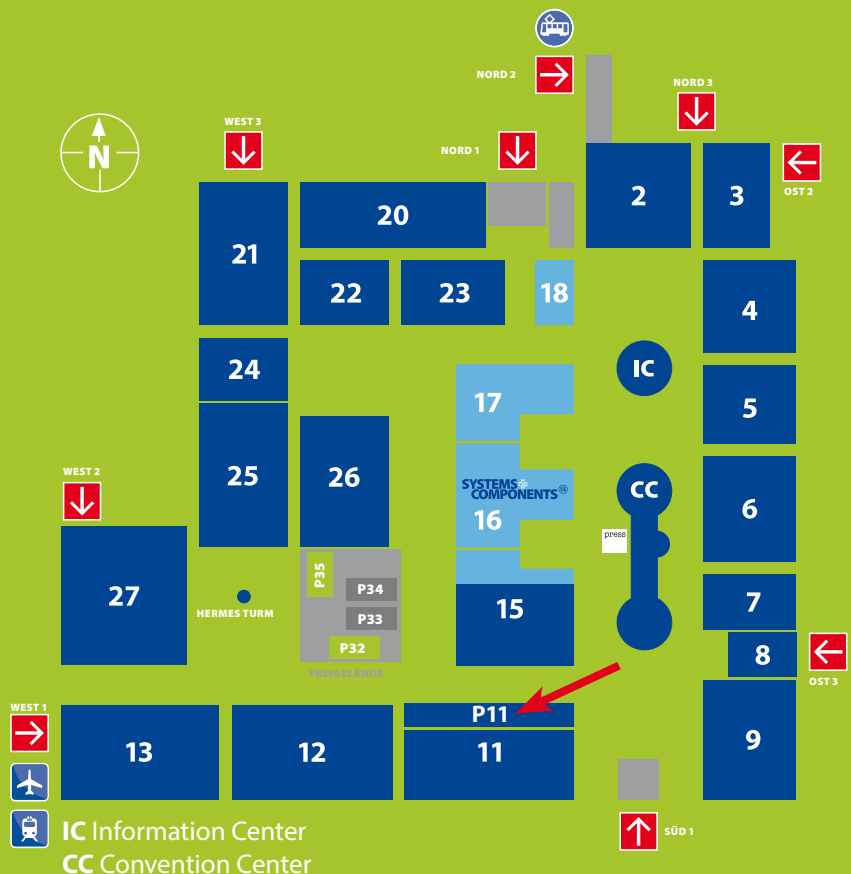 NORD 2
NORD 3
WEST 3
NORD 1
N
OST 2
2
3
20
21
22
23
18
4
IC
24
17
5
25
26
SYSTEMS
COMPONENTS
CC
16
6
WEST 2
press
P35
27
P34
HERMES TURM
P33
15
7
P32
8
FREIGELÄNDE
OST 3
WEST 1
P11
13
12
11
9
SÜD 1
IC Information Center
CC Convention Center